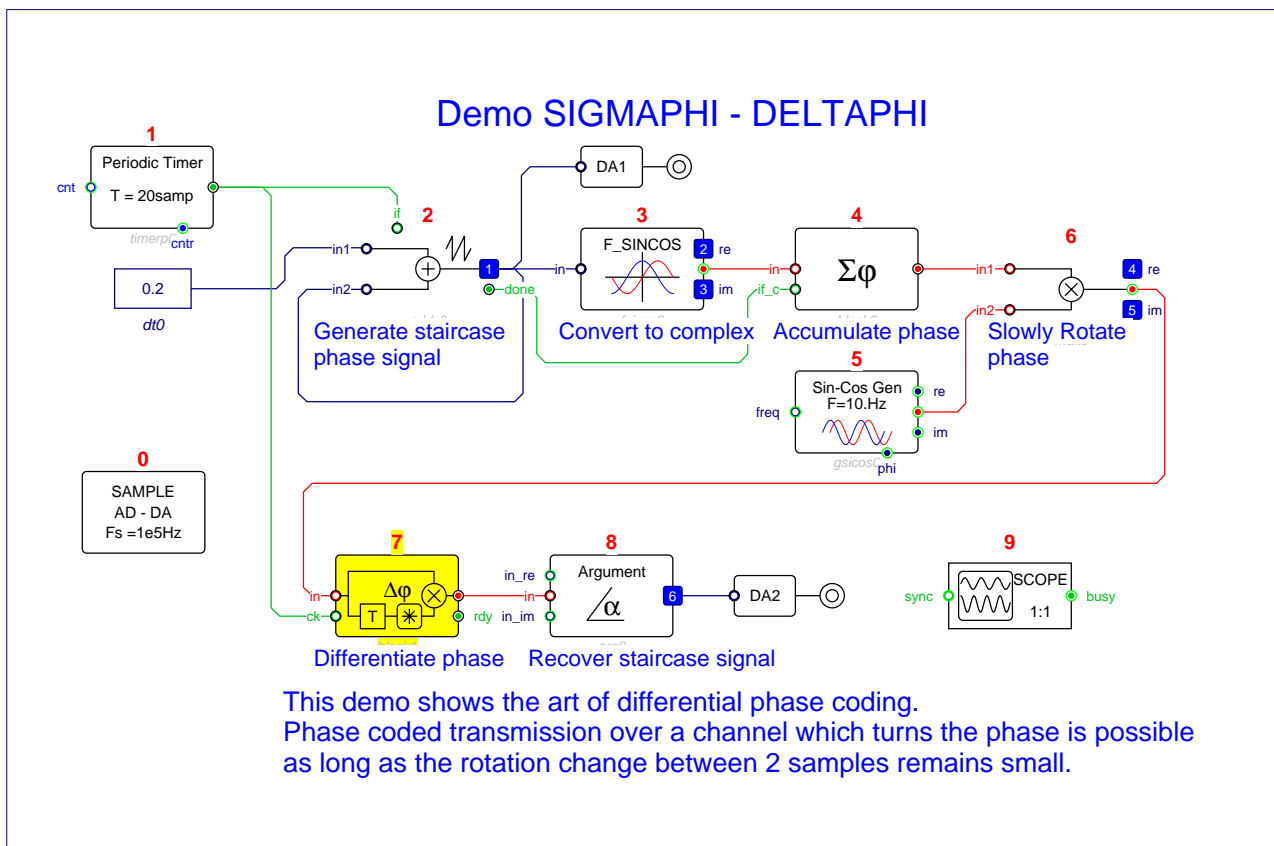 Demo SIGMAPHI - DELTAPHI
1
Periodic Timer
T = 20samp
cnt
cntr
if
2
in1
in2
1
done
0.2
dt0
Generate staircase
phase signal
DA1
3
F_SINCOS
in
2
re
3
im
Convert to complex
4
Σφ
in
if_c
Accumulate phase
6
in1
in2
4
re
5
im
Slowly Rotate
phase
5
Sin-Cos Gen
F=10.Hz
freq
re
im
phi
0
SAMPLE
AD - DA
Fs =1e5Hz
7
Δφ
T
in
ck
rdy
Differentiate phase
8
Argument
α
in_re
in
in_im
6
DA2
Recover staircase signal
9
SCOPE
1:1
sync
busy
This demo shows the art of differential phase coding.
Phase coded transmission over a channel which turns the phase is possible
as long as the rotation change between 2 samples remains small.